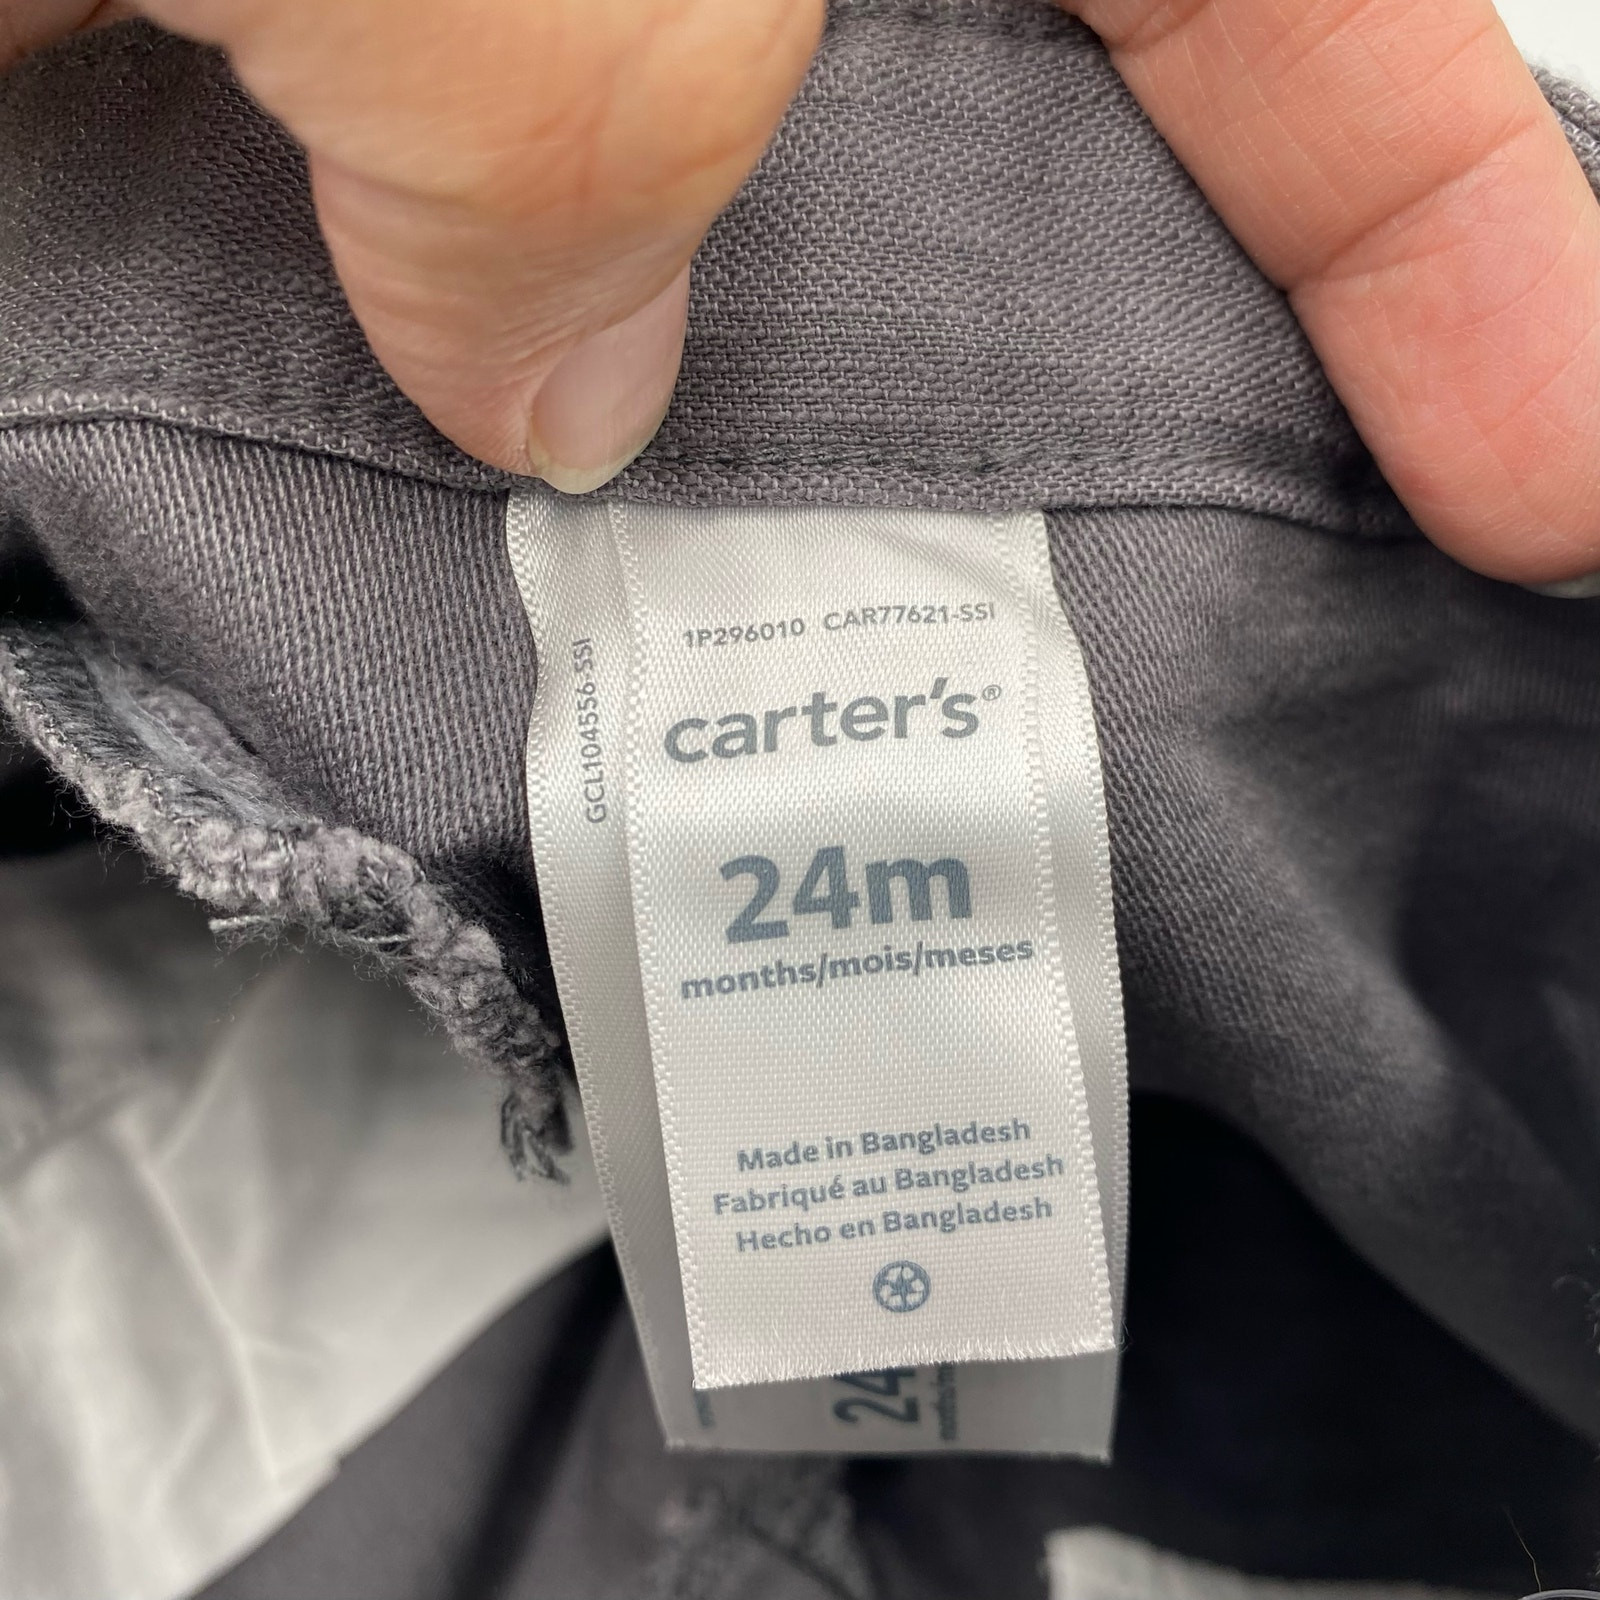 1P296010 CAR77621-SSI
GCL104556-SSI
carter's®
24m
months/mois/meses
Made in Bangladesh
Fabriqué au Bangladesh
Hecho en Bangladesh
24